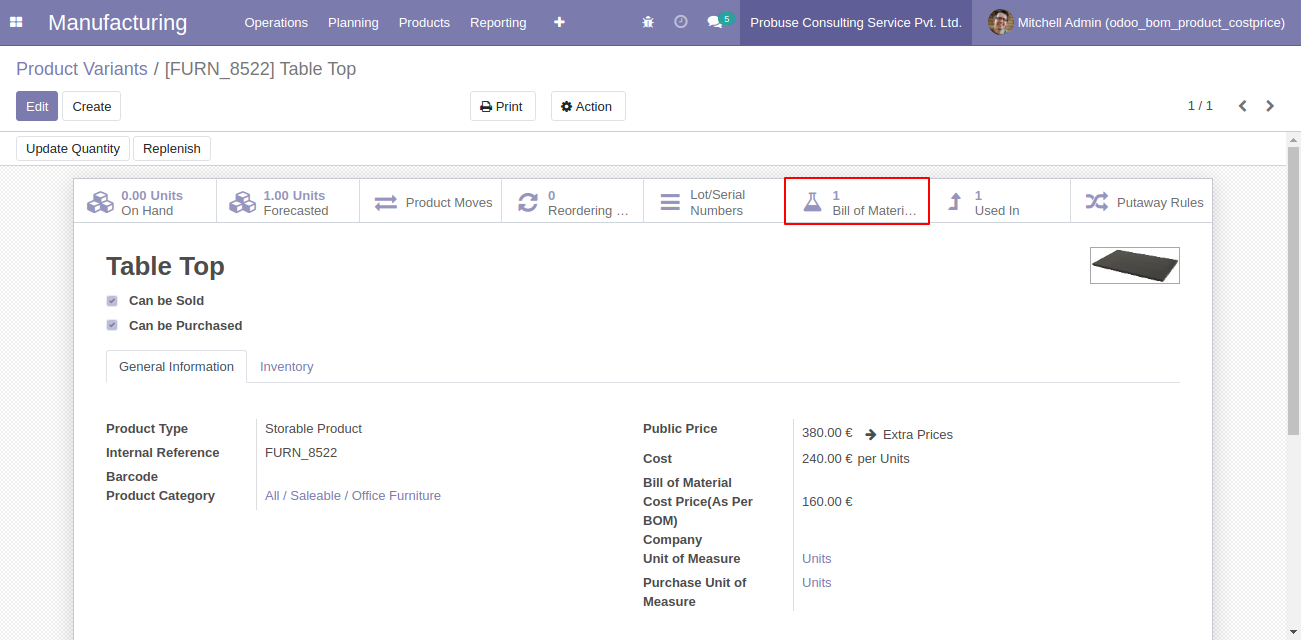 Manufacturing
Operations Planning Products Reporting
5 Probuse Consulting Service Pvt. Ltd. Mitchell Admin (odoo_bom_product_costprice)
Product Variants / [FURN_8522] Table Top
Edit Create Print Action 1 / 1
Update Quantity Replenish
0.00 Units
On Hand
1.00 Units
Forecasted
Product Moves
0
Reordering ...
Lot/Serial
Numbers
1
Bill of Materi...
1
Used In
Putaway Rules
Table Top
Can be Sold
Can be Purchased
General Information Inventory
Product Type Storable Product
Internal Reference FURN_8522
Barcode
Product Category All / Saleable / Office Furniture
Public Price 380.00 € Extra Prices
Cost 240.00 € per Units
Bill of Material
Cost Price(As Per 160.00 €
BOM)
Company
Unit of Measure Units
Purchase Unit of Units
Measure